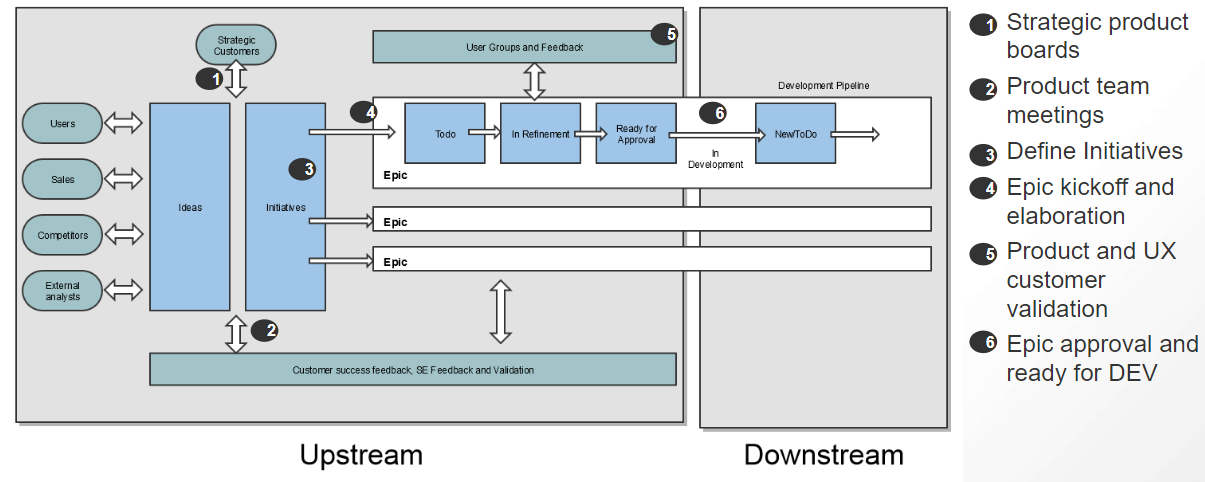 Strategic
Customers
1
Users
Sales
Competitors
External
analysts
Ideas
Initiatives
3
2
Customer success feedback, SE Feedback and Validation
User Groups and Feedback
5
4
Todo
In Refinement
Ready for
Approval
6
In
Development
Development Pipeline
New/ToDo
Epic
Epic
Epic
Upstream
Downstream
1 Strategic product
boards
2 Product team
meetings
3 Define Initiatives
4 Epic kickoff and
elaboration
5 Product and UX
customer
validation
6 Epic approval and
ready for DEV